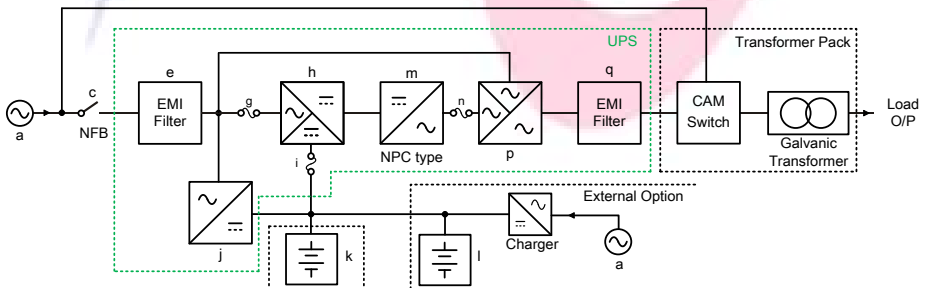 UPS
Transformer Pack
c
e
g
h
m
n
q
EMI
Filter
EMI
Filter
CAM
Switch
Load
O/P
a
NFB
NPC type
p
Galvanic
Transformer
i
External Option
j
k
l
Charger
a